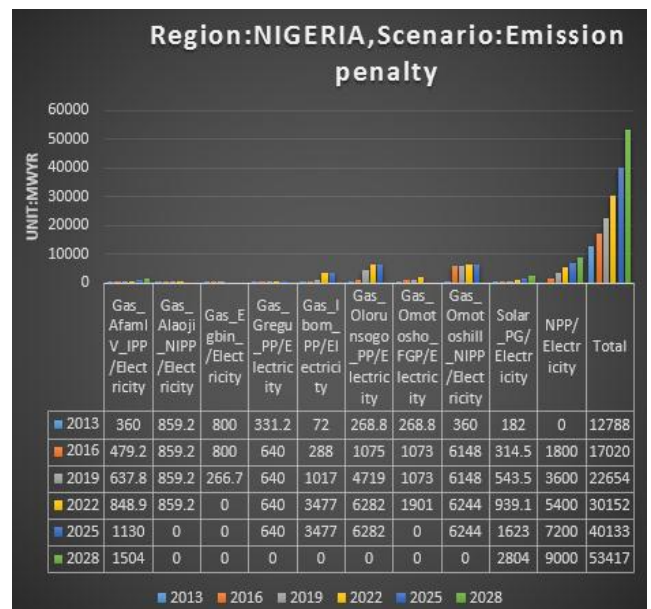 Region:NIGERIA,Scenario:Emission
penalty
UNIT:MWYR
60000
50000
40000
30000
20000
10000
0
Gas_
AfamI
V_IPP
/Elect
ricity
Gas_
Alaoji
_NIPP
/Elect
ricity
Gas_E
gbin_
/Elect
ricity
Gas_
Gregu
_PP/E
lectric
ity
Gas_I
bom_
PP/El
ectrici
ty
Gas_
Oloru
nsogo
_PP/E
lectric
ity
Gas_
Omot
osho_
FGP/E
lectric
ity
Gas_
Omot
oshill
_NIPP
/Elect
ricity
Solar
_PG/
Electr
icity
NPP/
Electr
icity
Total
2013 360 859.2 800 331.2 72 268.8 268.8 360 182 0 12788
2016 479.2 859.2 800 640 288 1075 1073 6148 314.5 1800 17020
2019 637.8 859.2 266.7 640 1017 4719 1073 6148 543.5 3600 22654
2022 848.9 859.2 0 640 3477 6282 1901 6244 939.1 5400 30152
2025 1130 0 0 640 3477 6282 0 6244 1623 7200 40133
2028 1504 0 0 0 0 0 0 0 2804 9000 53417
2013 2016 2019 2022 2025 2028